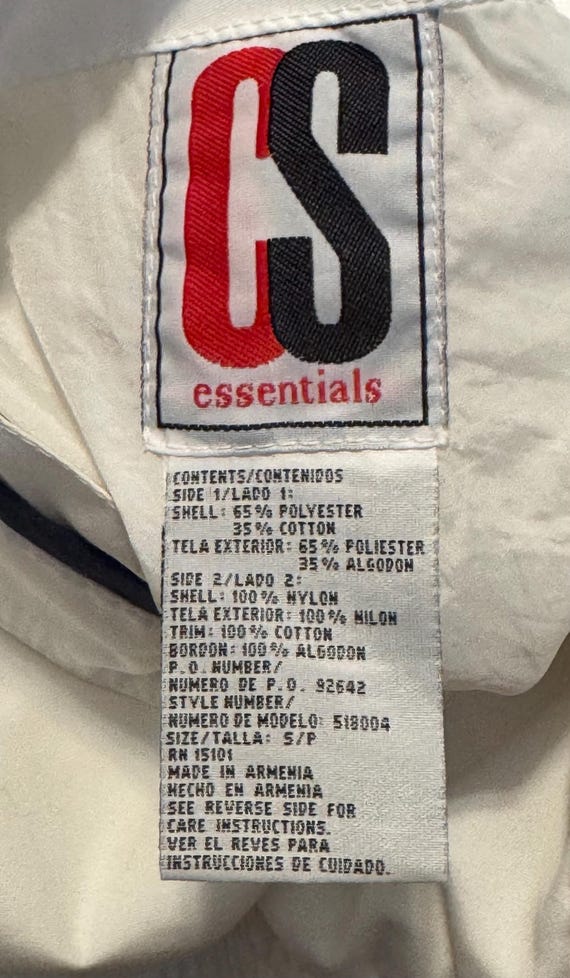 CS
essentials
CONTENTS/CONTENIDOS
SIDE 1/LADO 1:
SHELL: 65% POLYESTER
35% COTTON
TELA EXTERIOR: 65% POLIESTER
35% ALGODON
SIDE 2/LADO 2:
SHELL: 100% NYLON
TELA EXTERIOR: 100% NILON
TRIM: 100% COTTON
BORDON: 100% ALGODON
P.O. NUMBER/
NUMERO DE P.O. 92642
STYLE NUMBER/
NUMERO DE MODELO: 518004
SIZE/TALLA: S/P
RN 15101
MADE IN ARMENIA
HECHO EN ARMENIA
SEE REVERSE SIDE FOR
CARE INSTRUCTIONS.
VER EL REVES PARA
INSTRUCCIONES DE CUIDADO.